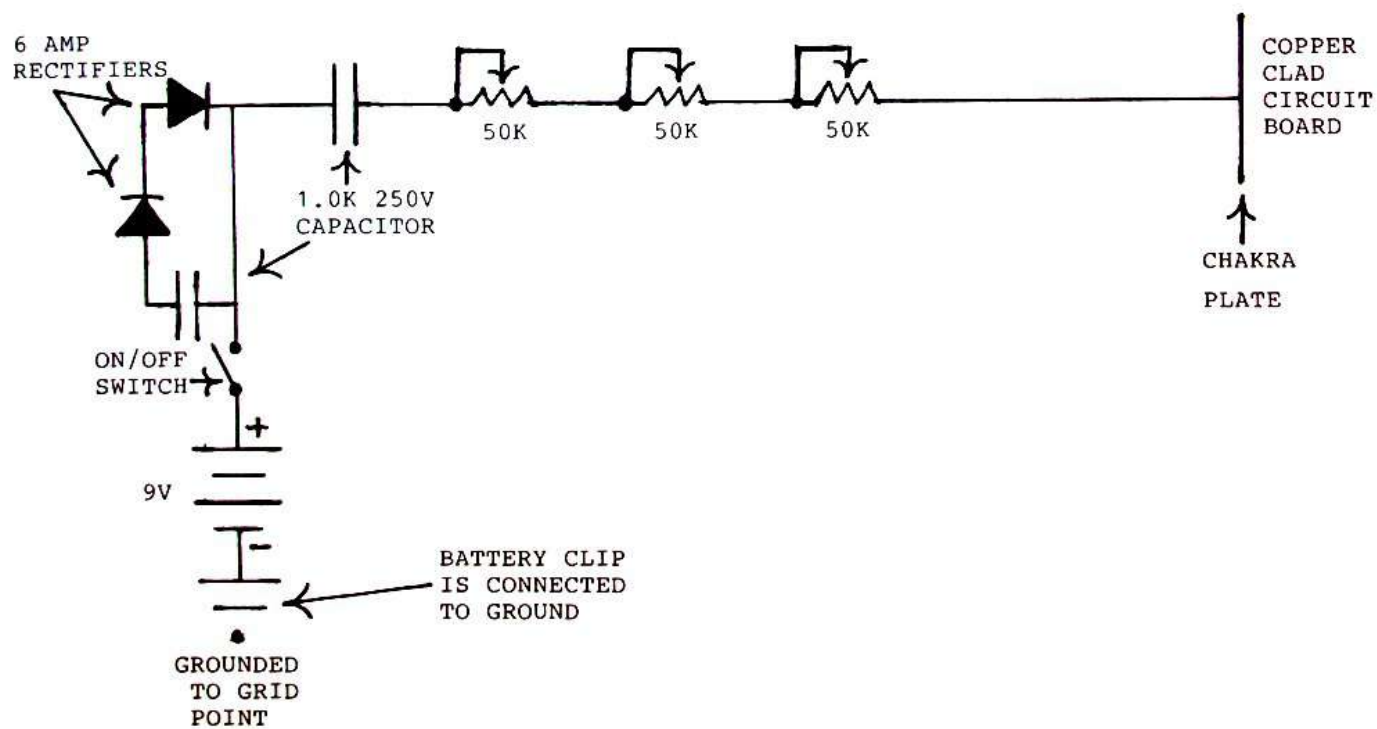 6 AMP
RECTIFIERS
COPPER
CLAD
CIRCUIT
BOARD
50K
50K
50K
1.0K 250V
CAPACITOR
CHAKRA
PLATE
ON/OFF
SWITCH
+
9V
-
BATTERY CLIP
IS CONNECTED
TO GROUND
GROUNDED
TO GRID
POINT